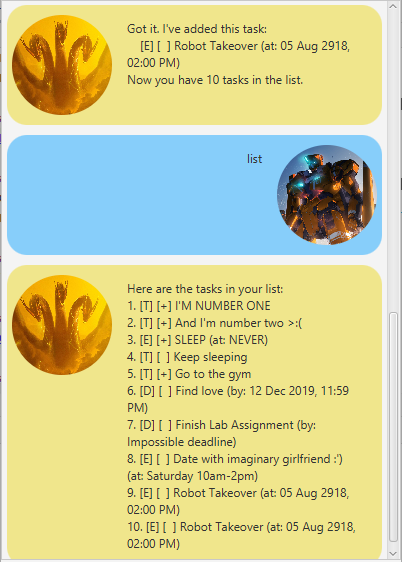 Got it. I've added this task:
[E] [ ] Robot Takeover (at: 05 Aug 2918,
02:00 PM)
Now you have 10 tasks in the list.
list
Here are the tasks in your list:
1. [T] [+] I'M NUMBER ONE
2. [T] [+] And I'm number two >:(
3. [E] [+] SLEEP (at: NEVER)
4. [T] [ ] Keep sleeping
5. [T] [+] Go to the gym
6. [D] [ ] Find love (by: 12 Dec 2019, 11:59
PM)
7. [D] [ ] Finish Lab Assignment (by:
Impossible deadline)
8. [E] [ ] Date with imaginary girlfriend :')
(at: Saturday 10am-2pm)
9. [E] [ ] Robot Takeover (at: 05 Aug 2918,
02:00 PM)
10. [E] [ ] Robot Takeover (at: 05 Aug 2918,
02:00 PM)